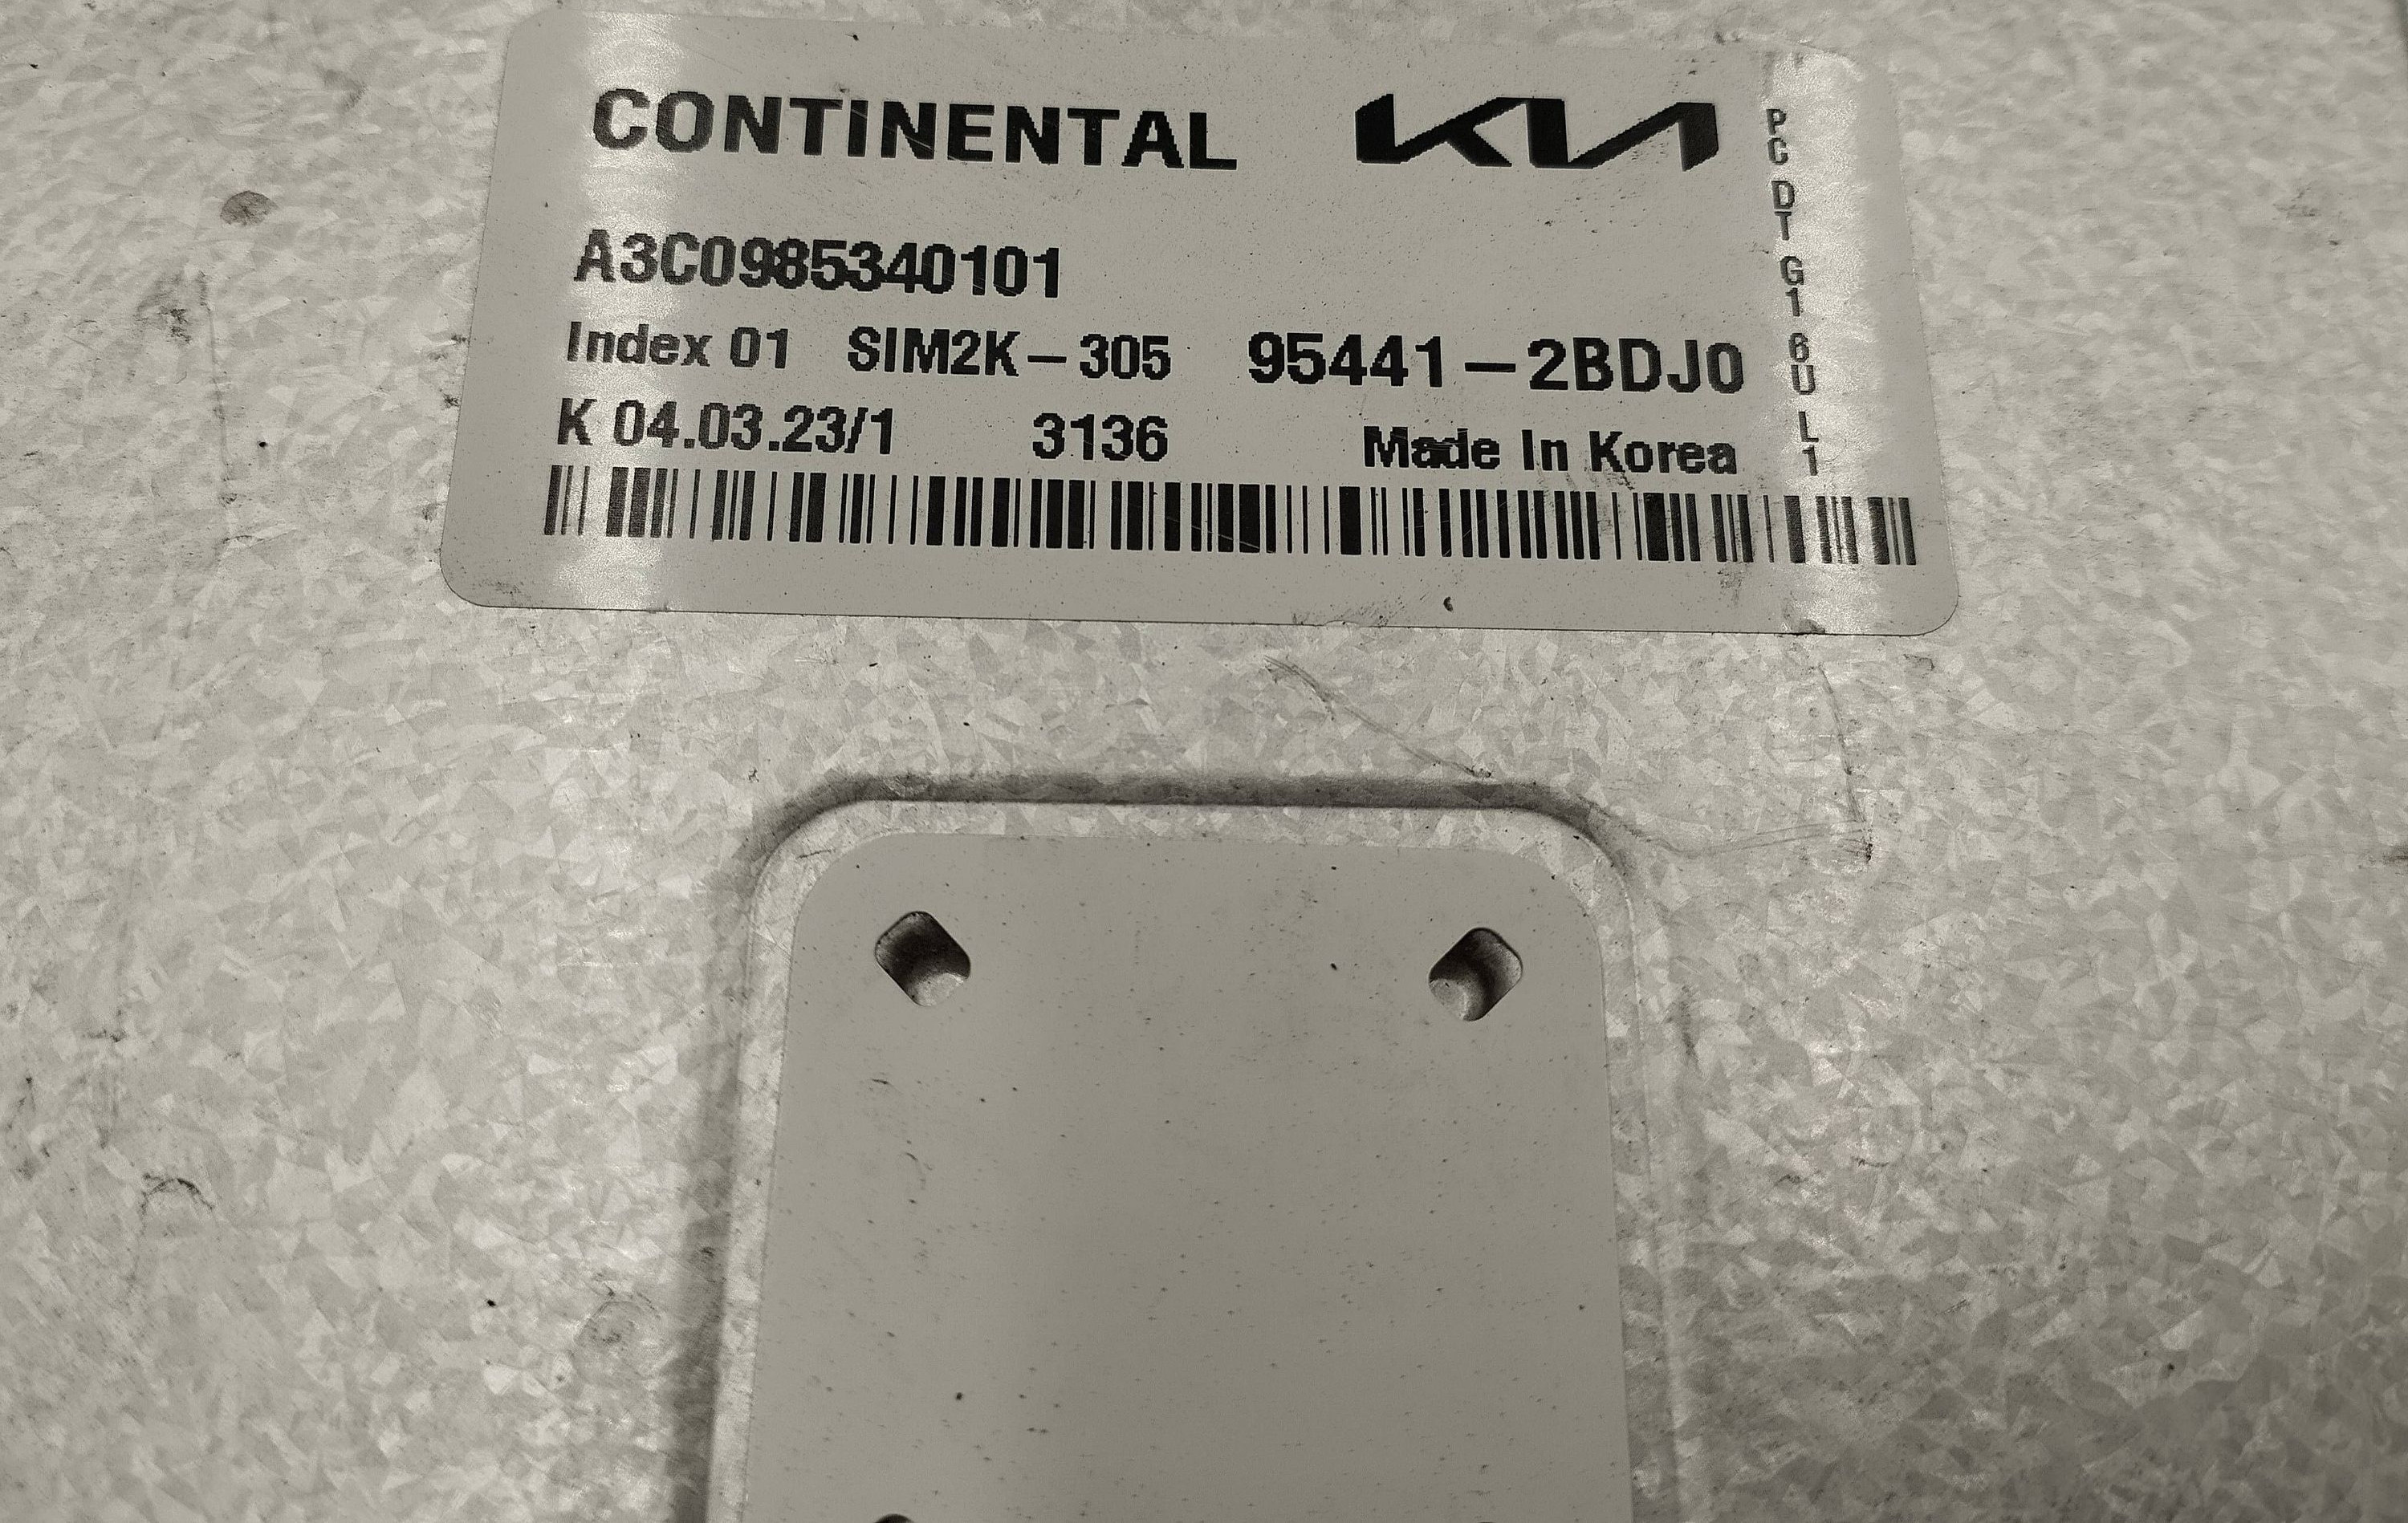 CONTINENTAL KIA
A3C0985340101
Index 01 SIM2K-305 95441-2BDJ0
K 04.03.23/1 3136 Made In Korea
PC DT G1 6U L1